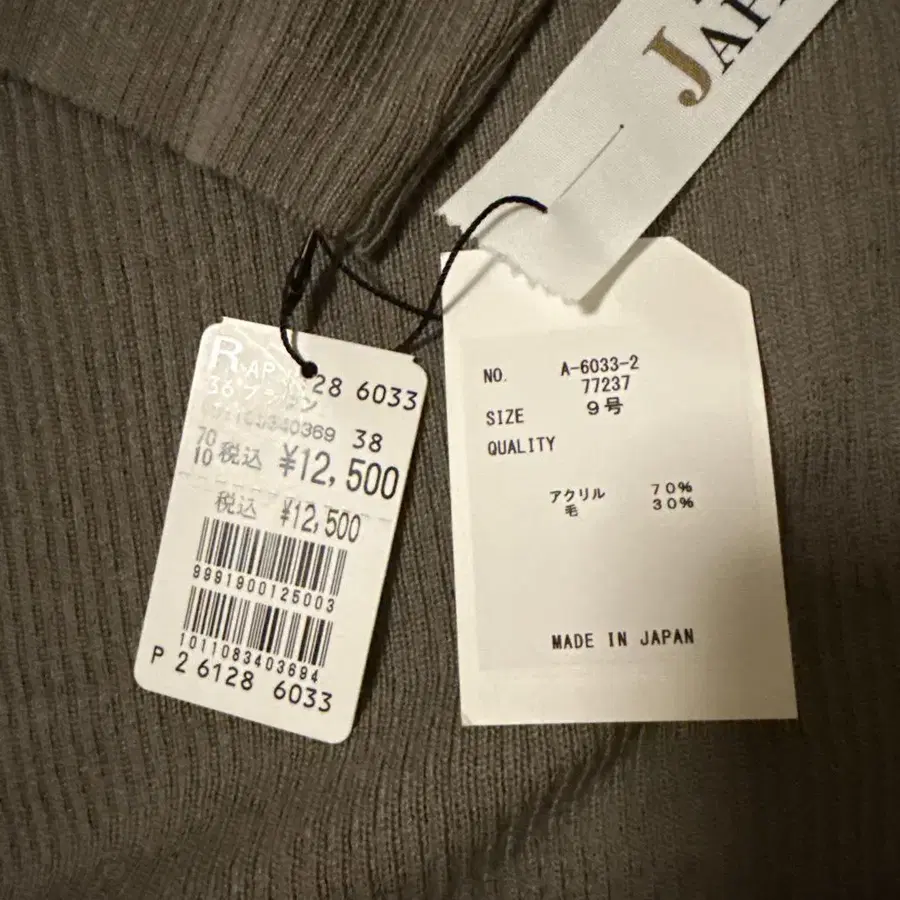 J
JAP
R AP 28 6033
36 ブラウン
38
70
10 税込 ¥12,500
税込 ¥12,500
9991900125003
1011083403694
P 2 6128 6033
NO. A-6033-2
77237
SIZE 9号
QUALITY
アクリル 70%
毛 30%
MADE IN JAPAN